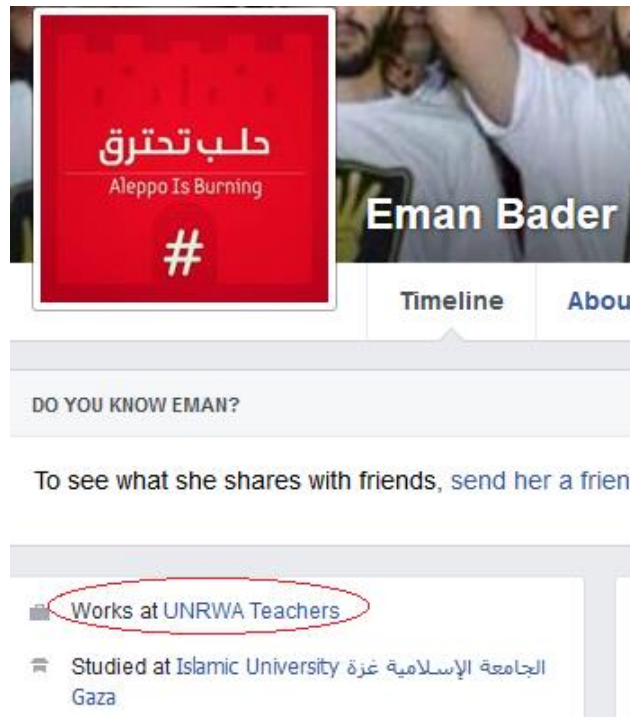 حلب تحترق
Aleppo Is Burning
#
Eman Bader
Timeline
Abou
DO YOU KNOW EMAN?
To see what she shares with friends, send her a frien
Works at UNRWA Teachers
Studied at Islamic University الجامعة الإسلامية غزة
Gaza